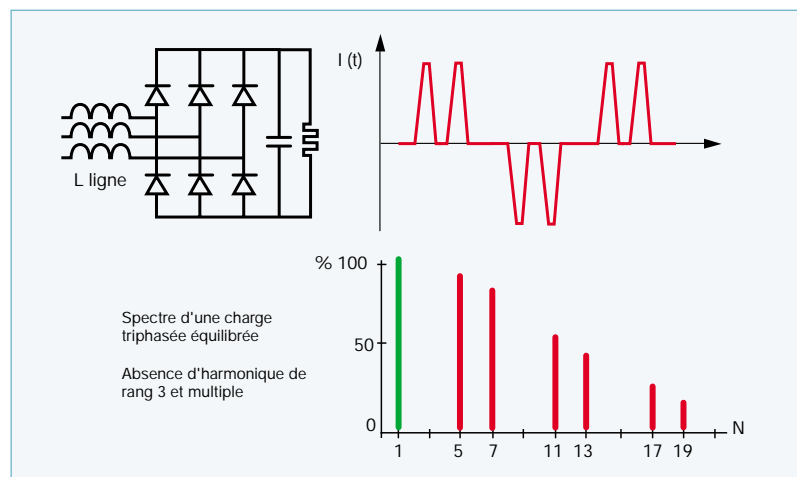 I (t)
L ligne
% 100
50
0
Spectre d'une charge
triphasée équilibrée
Absence d'harmonique de
rang 3 et multiple
N
1 5 7 11 13 17 19